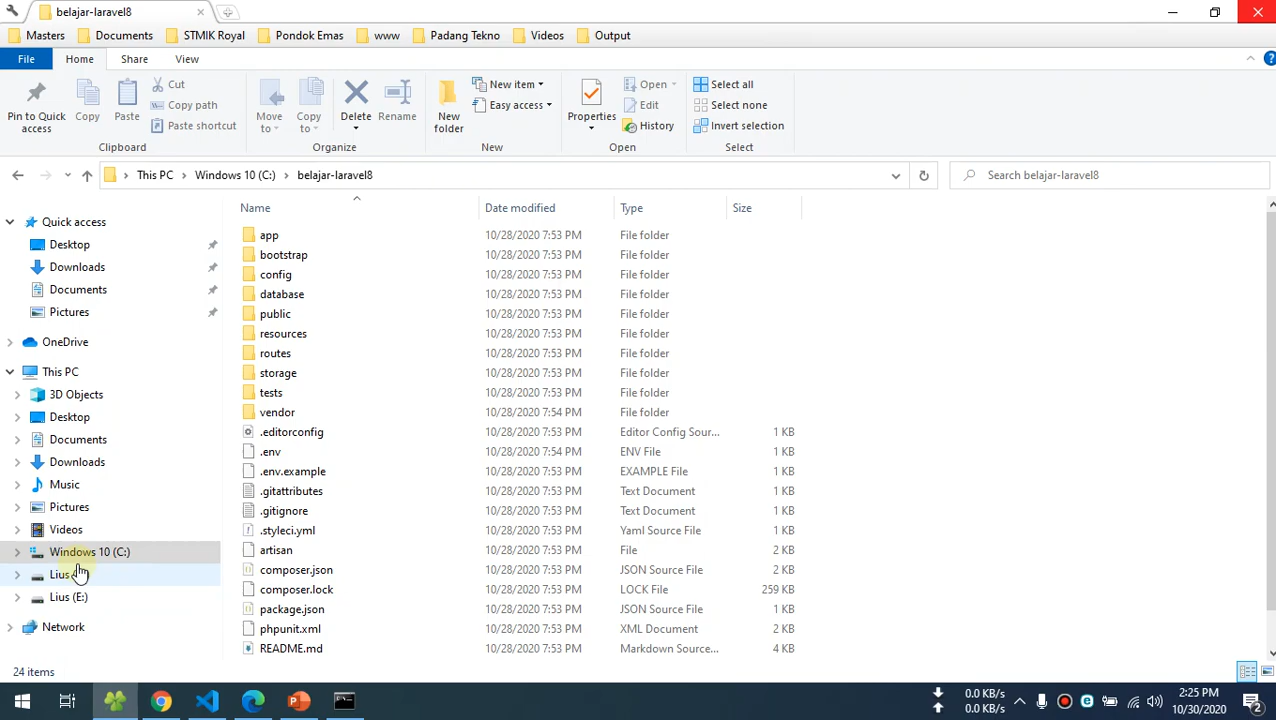 belajar-laravel8
Masters Documents STMIK Royal Pondok Emas www Padang Tekno Videos Output
File Home Share View
Pin to Quick access
Copy
Paste
Cut
Copy path
Paste shortcut
Clipboard
Move to
Copy to
Delete
Rename
Organize
New folder
New item
Easy access
New
Properties
Open
Edit
History
Open
Select all
Select none
Invert selection
Select
This PC Windows 10 (C:) belajar-laravel8
Search belajar-laravel8
Quick access
Desktop
Downloads
Documents
Pictures
OneDrive
This PC
3D Objects
Desktop
Documents
Downloads
Music
Pictures
Videos
Windows 10 (C:)
Lius
Lius (E:)
Network
Name Date modified Type Size
app 10/28/2020 7:53 PM File folder
bootstrap 10/28/2020 7:53 PM File folder
config 10/28/2020 7:53 PM File folder
database 10/28/2020 7:53 PM File folder
public 10/28/2020 7:53 PM File folder
resources 10/28/2020 7:53 PM File folder
routes 10/28/2020 7:53 PM File folder
storage 10/28/2020 7:53 PM File folder
tests 10/28/2020 7:53 PM File folder
vendor 10/28/2020 7:54 PM File folder
.editorconfig 10/28/2020 7:53 PM Editor Config Sour... 1 KB
.env 10/28/2020 7:54 PM ENV File 1 KB
.env.example 10/28/2020 7:53 PM EXAMPLE File 1 KB
.gitattributes 10/28/2020 7:53 PM Text Document 1 KB
.gitignore 10/28/2020 7:53 PM Text Document 1 KB
.styleci.yml 10/28/2020 7:53 PM Yaml Source File 1 KB
artisan 10/28/2020 7:53 PM File 2 KB
composer.json 10/28/2020 7:53 PM JSON Source File 2 KB
composer.lock 10/28/2020 7:53 PM LOCK File 259 KB
package.json 10/28/2020 7:53 PM JSON Source File 1 KB
phpunit.xml 10/28/2020 7:53 PM XML Document 2 KB
README.md 10/28/2020 7:53 PM Markdown Source... 4 KB
24 items
0.0 KB/s
0.0 KB/s
2:25 PM
10/30/2020
2